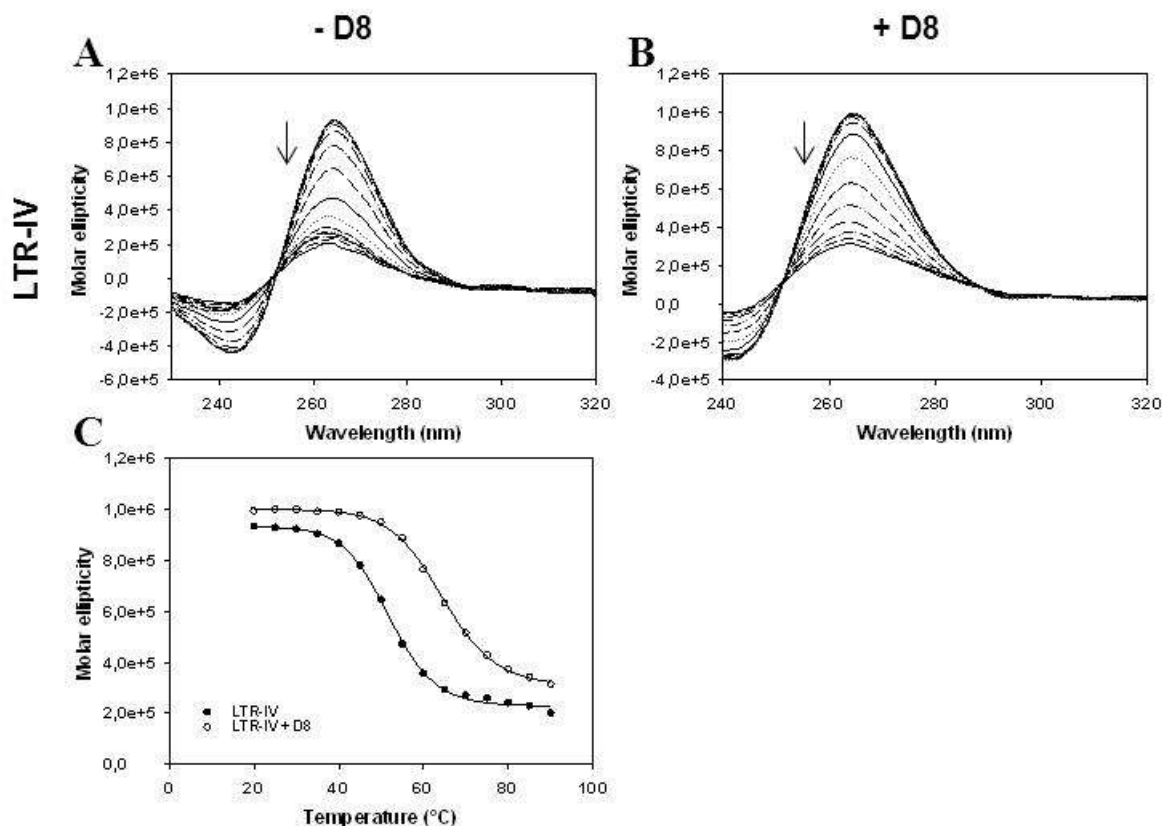 - D8
+ D8
LTR-IV
A
1,2e+6
1,0e+6
8,0e+5
6,0e+5
4,0e+5
2,0e+5
0,0
-2,0e+5
-4,0e+5
-6,0e+5
Molar ellipticity
240 260 280 300 320
Wavelength (nm)
B
1,2e+6
1,0e+6
8,0e+5
6,0e+5
4,0e+5
2,0e+5
0,0
-2,0e+5
-4,0e+5
Molar ellipticity
240 260 280 300 320
Wavelength (nm)
C
1,2e+6
1,0e+6
8,0e+5
6,0e+5
4,0e+5
2,0e+5
0,0
Molar ellipticity
LTR-IV
LTR-IV + D8
0 20 40 60 80 100
Temperature (°C)